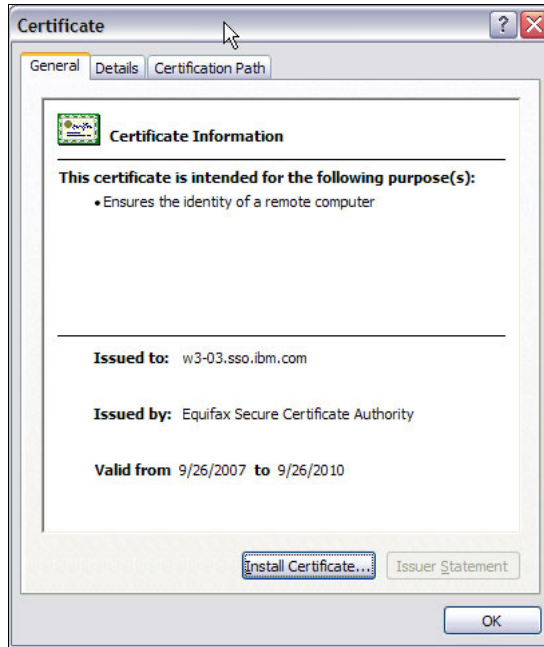 Certificate
General Details Certification Path
Certificate Information
This certificate is intended for the following purpose(s):
• Ensures the identity of a remote computer
Issued to: w3-03.sso.ibm.com
Issued by: Equifax Secure Certificate Authority
Valid from 9/26/2007 to 9/26/2010
Install Certificate... Issuer Statement
OK